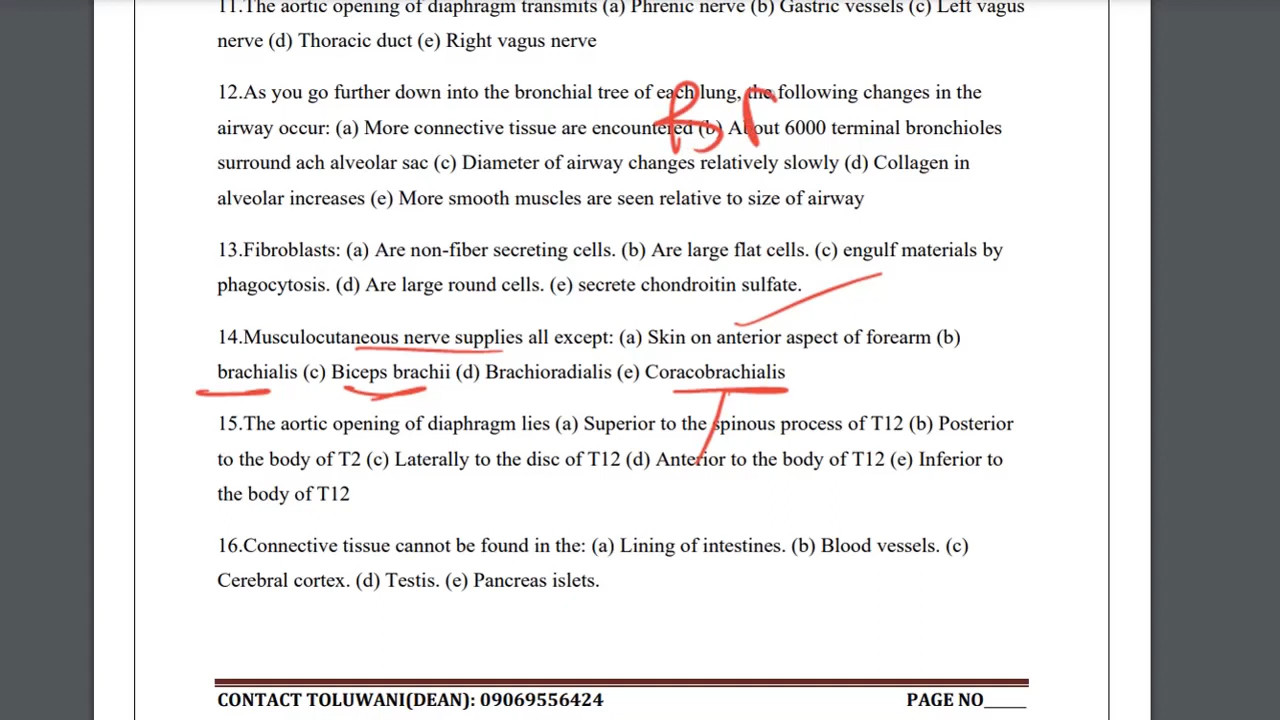 11.The aortic opening of diaphragm transmits (a) Phrenic nerve (b) Gastric vessels (c) Left vagus
nerve (d) Thoracic duct (e) Right vagus nerve
12.As you go further down into the bronchial tree of each lung, the following changes in the
airway occur: (a) More connective tissue are encountered (b) About 6000 terminal bronchioles
surround ach alveolar sac (c) Diameter of airway changes relatively slowly (d) Collagen in
alveolar increases (e) More smooth muscles are seen relative to size of airway
13.Fibroblasts: (a) Are non-fiber secreting cells. (b) Are large flat cells. (c) engulf materials by
phagocytosis. (d) Are large round cells. (e) secrete chondroitin sulfate.
14.Musculocutaneous nerve supplies all except: (a) Skin on anterior aspect of forearm (b)
brachialis (c) Biceps brachii (d) Brachioradialis (e) Coracobrachialis
15.The aortic opening of diaphragm lies (a) Superior to the spinous process of T12 (b) Posterior
to the body of T2 (c) Laterally to the disc of T12 (d) Anterior to the body of T12 (e) Inferior to
the body of T12
16.Connective tissue cannot be found in the: (a) Lining of intestines. (b) Blood vessels. (c)
Cerebral cortex. (d) Testis. (e) Pancreas islets.
CONTACT TOLUWANI(DEAN): 09069556424 PAGE NO____